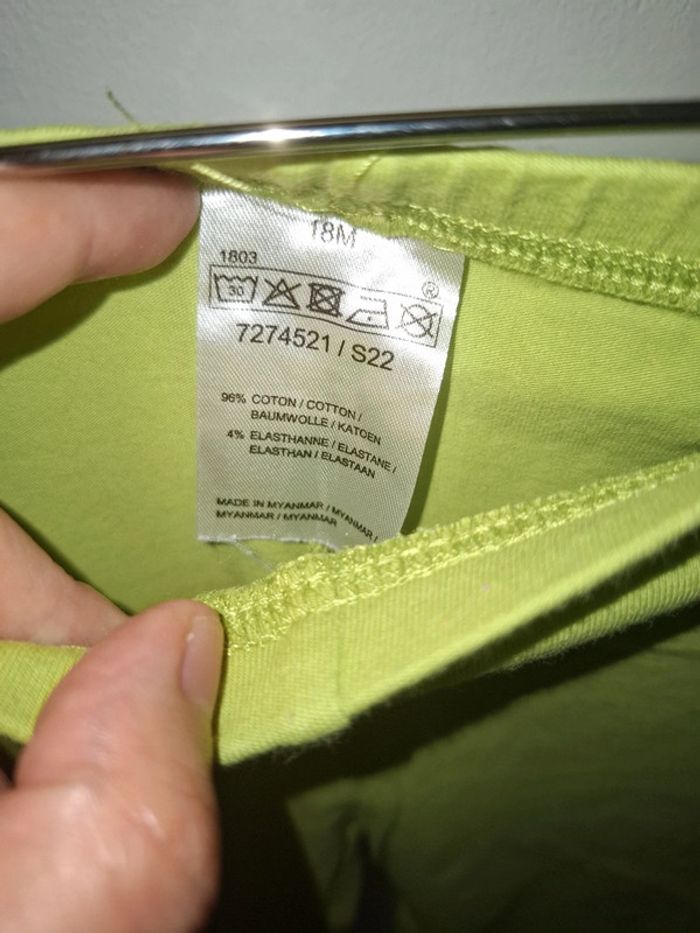 18M
1803
30
®
7274521 / S22
96% COTON / COTTON /
BAUMWOLLE / KATOEN
4% ELASTHANNE / ELASTANE /
ELASTHAN / ELASTAAN
MADE IN MYANMAR / MYANMAR /
MYANMAR / MYANMAR